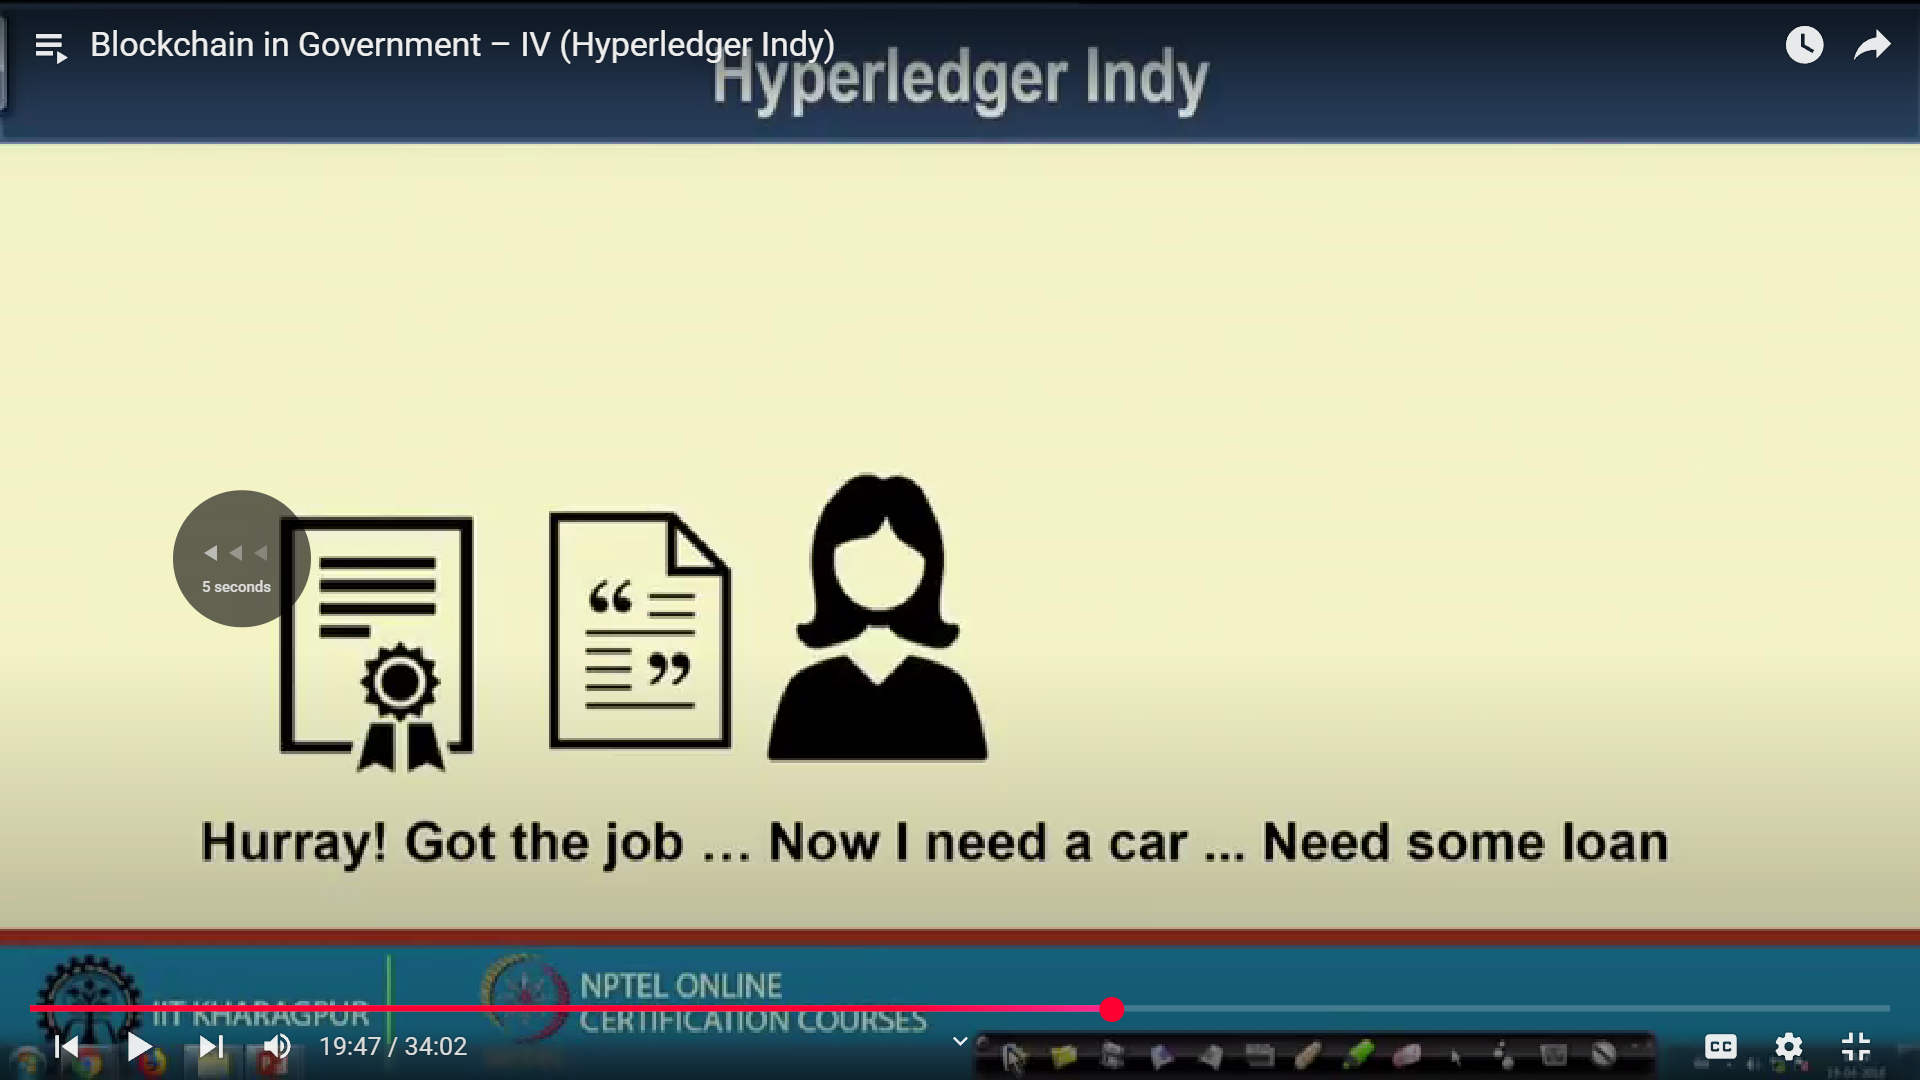 Blockchain in Government – IV (Hyperledger Indy)
Hyperledger Indy
5 seconds
“ ”
Hurray! Got the job ... Now I need a car ... Need some loan
IIT KHARAGPUR
NPTEL ONLINE
CERTIFICATION COURSES
19:47 / 34:02
CC